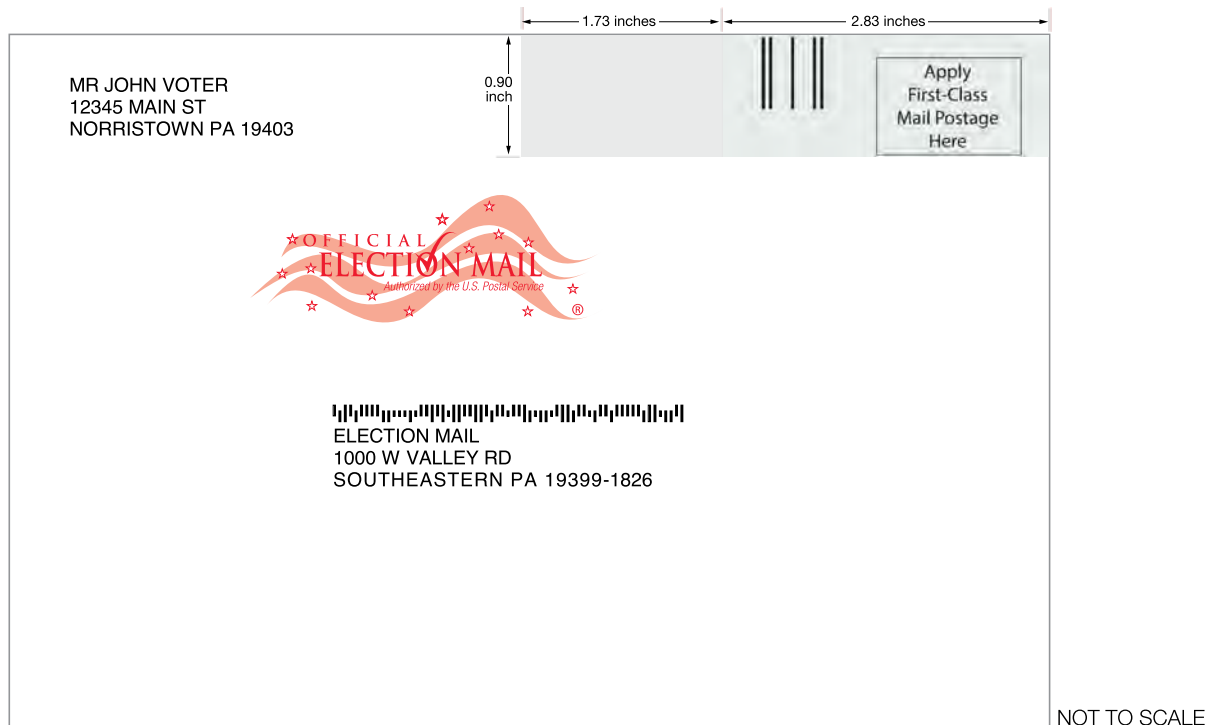 1.73 inches
2.83 inches
0.90
inch
MR JOHN VOTER
12345 MAIN ST
NORRISTOWN PA 19403
Apply
First-Class
Mail Postage
Here
OFFICIAL
ELECTION MAIL
Authorized by the U.S. Postal Service
®
ELECTION MAIL
1000 W VALLEY RD
SOUTHEASTERN PA 19399-1826
NOT TO SCALE